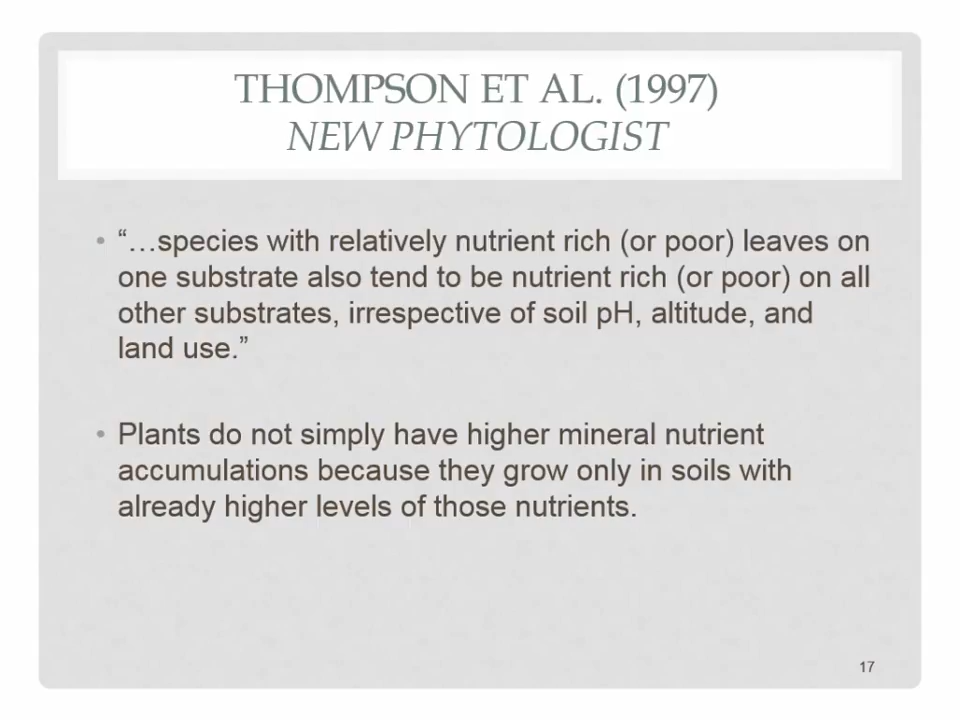 THOMPSON ET AL. (1997)
NEW PHYTOLOGIST
• “…species with relatively nutrient rich (or poor) leaves on
one substrate also tend to be nutrient rich (or poor) on all
other substrates, irrespective of soil pH, altitude, and
land use.”
• Plants do not simply have higher mineral nutrient
accumulations because they grow only in soils with
already higher levels of those nutrients.
17